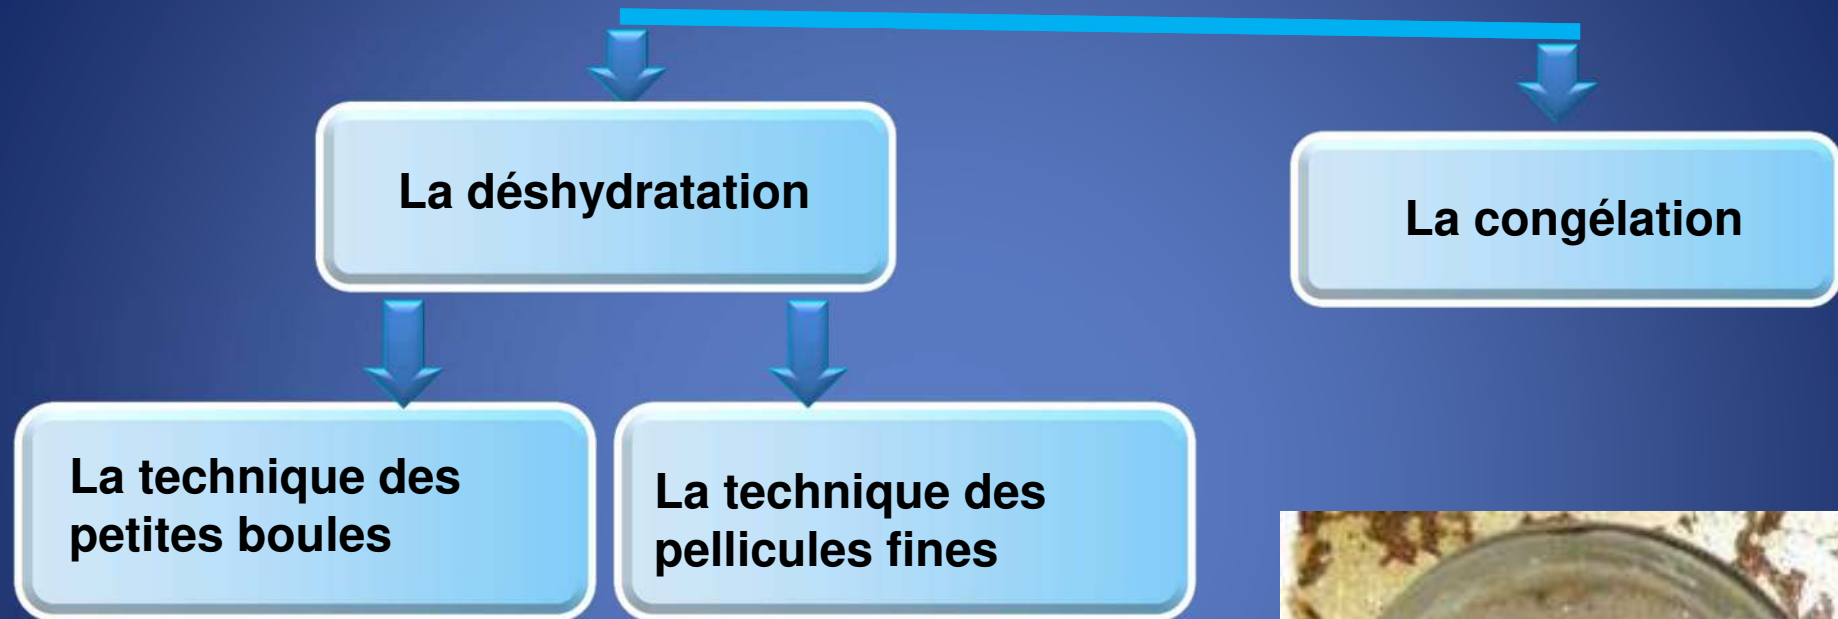 La déshydratation
La congélation
La technique des
petites boules
La technique des
pellicules fines